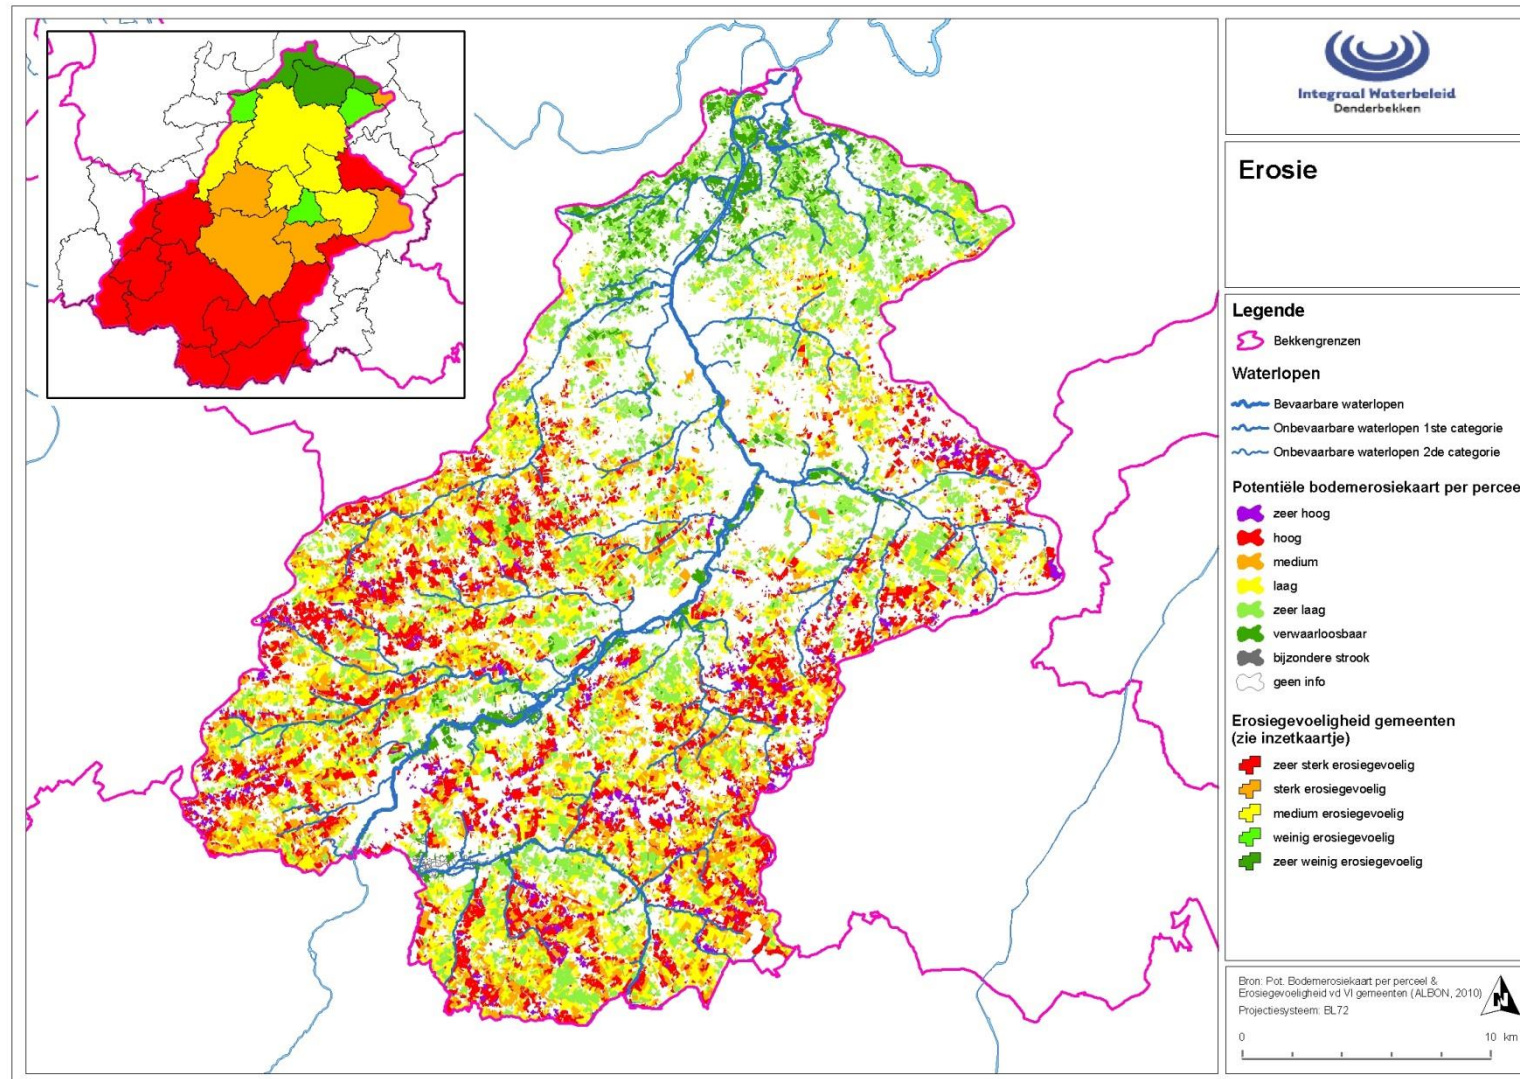 Integraal Waterbeleid
Denderbekken
Erosie
Legende
Bekkengrenzen
Waterlopen
Bevaarbare waterlopen
Onbevaarbare waterlopen 1ste categorie
Onbevaarbare waterlopen 2de categorie
Potentiële bodemerosiekaart per percee
zeer hoog
hoog
medium
laag
zeer laag
verwaarloosbaar
bijzondere strook
geen info
Erosiegevoeligheid gemeenten
(zie inzetkaartje)
zeer sterk erosiegevoelig
sterk erosiegevoelig
medium erosiegevoelig
weinig erosiegevoelig
zeer weinig erosiegevoelig
Bron: Pot. Bodemerosiekaart per perceel &
Erosiegevoeligheid vd Vl gemeenten (ALBON, 2010)
Projectiesysteem: BL72
N
0 10 km